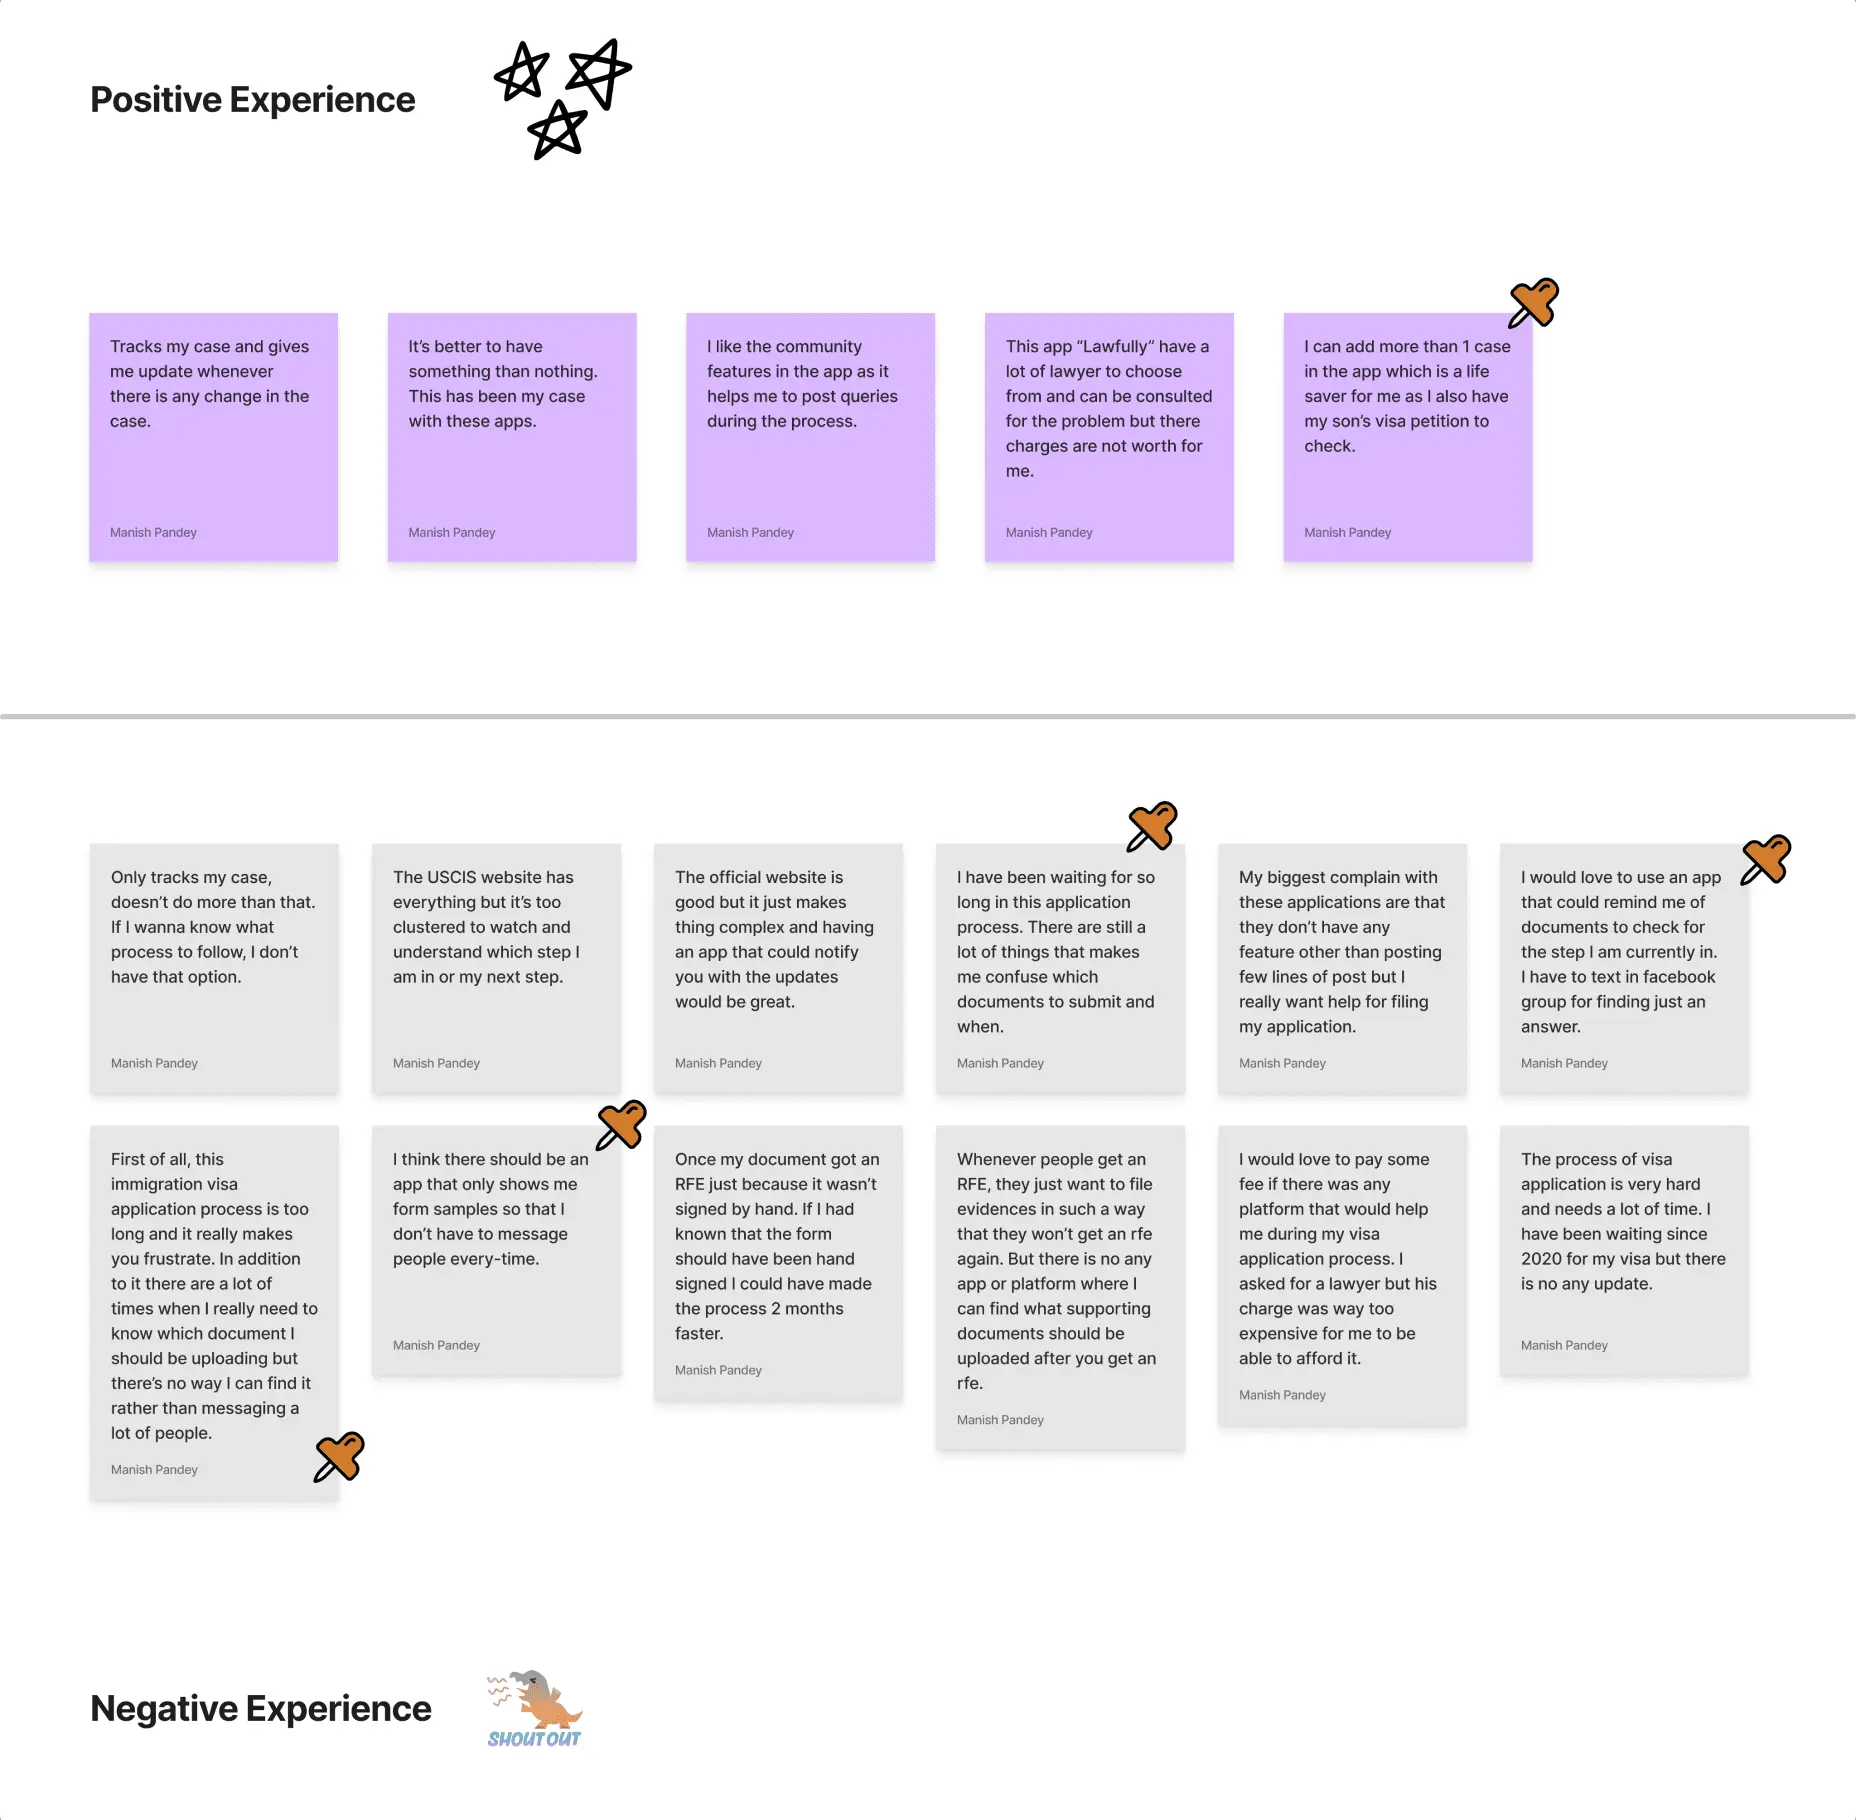 Positive Experience
Tracks my case and gives
me update whenever
there is any change in the
case.
Manish Pandey
It’s better to have
something than nothing.
This has been my case
with these apps.
Manish Pandey
I like the community
features in the app as it
helps me to post queries
during the process.
Manish Pandey
This app “Lawfully” have a
lot of lawyer to choose
from and can be consulted
for the problem but there
charges are not worth for
me.
Manish Pandey
I can add more than 1 case
in the app which is a life
saver for me as I also have
my son’s visa petition to
check.
Manish Pandey
Only tracks my case,
doesn’t do more than that.
If I wanna know what
process to follow, I don’t
have that option.
Manish Pandey
The USCIS website has
everything but it’s too
clustered to watch and
understand which step I
am in or my next step.
Manish Pandey
The official website is
good but it just makes
thing complex and having
an app that could notify
you with the updates
would be great.
Manish Pandey
I have been waiting for so
long in this application
process. There are still a
lot of things that makes
me confuse which
documents to submit and
when.
Manish Pandey
My biggest complain with
these applications are that
they don’t have any
feature other than posting
few lines of post but I
really want help for filing
my application.
Manish Pandey
I would love to use an app
that could remind me of
documents to check for
the step I am currently in.
I have to text in facebook
group for finding just an
answer.
Manish Pandey
First of all, this
immigration visa
application process is too
long and it really makes
you frustrate. In addition
to it there are a lot of
times when I really need to
know which document I
should be uploading but
there’s no way I can find it
rather than messaging a
lot of people.
Manish Pandey
I think there should be an
app that only shows me
form samples so that I
don’t have to message
people every-time.
Manish Pandey
Once my document got an
RFE just because it wasn’t
signed by hand. If I had
known that the form
should have been hand
signed I could have made
the process 2 months
faster.
Manish Pandey
Whenever people get an
RFE, they just want to file
evidences in such a way
that they won’t get an rfe
again. But there is no any
app or platform where I
can find what supporting
documents should be
uploaded after you get an
rfe.
Manish Pandey
I would love to pay some
fee if there was any
platform that would help
me during my visa
application process. I
asked for a lawyer but his
charge was way too
expensive for me to be
able to afford it.
Manish Pandey
The process of visa
application is very hard
and needs a lot of time. I
have been waiting since
2020 for my visa but there
is no any update.
Manish Pandey
Negative Experience
SHOUT OUT